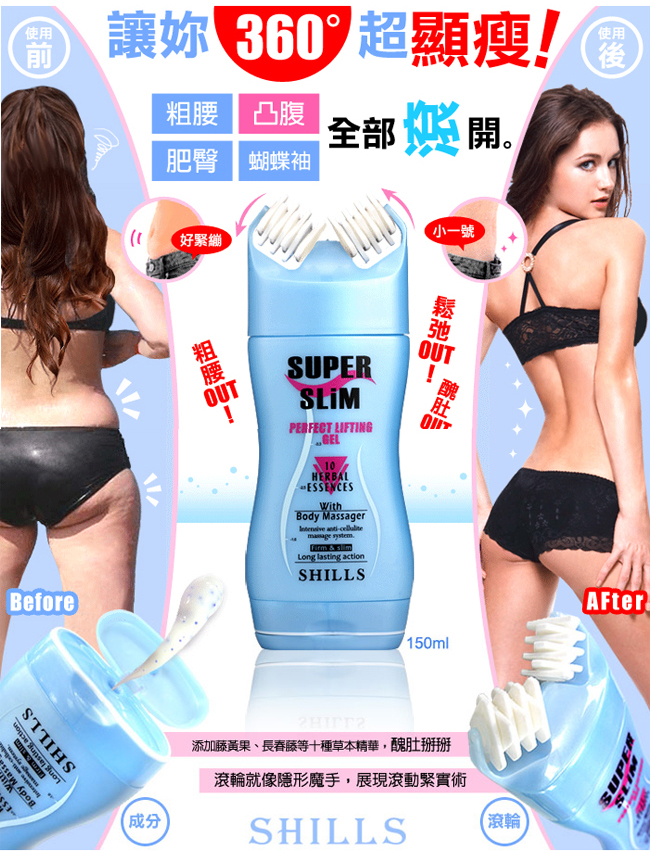 使用
前
讓妳360°超顯瘦!
使用
後
粗腰
凸腹
肥臀
蝴蝶袖
全部滾開。
好緊繃
小一號
粗腰OUT!
鬆弛OUT!
醜肚OUT
SUPER
SLiM
PERFECT LIFTING
GEL
10
HERBAL
ESSENCES
With
Body Massager
Intensive anti-cellulite
massage system.
Firm & slim
Long lasting action
SHILLS
150ml
Before
AFter
SHILLS
Long lasting action
SUPER
SLiM
添加藤黃果、長春藤等十種草本精華，醜肚掰掰
滾輪就像隱形魔手，展現滾動緊實術
成分
SHILLS
滾輪